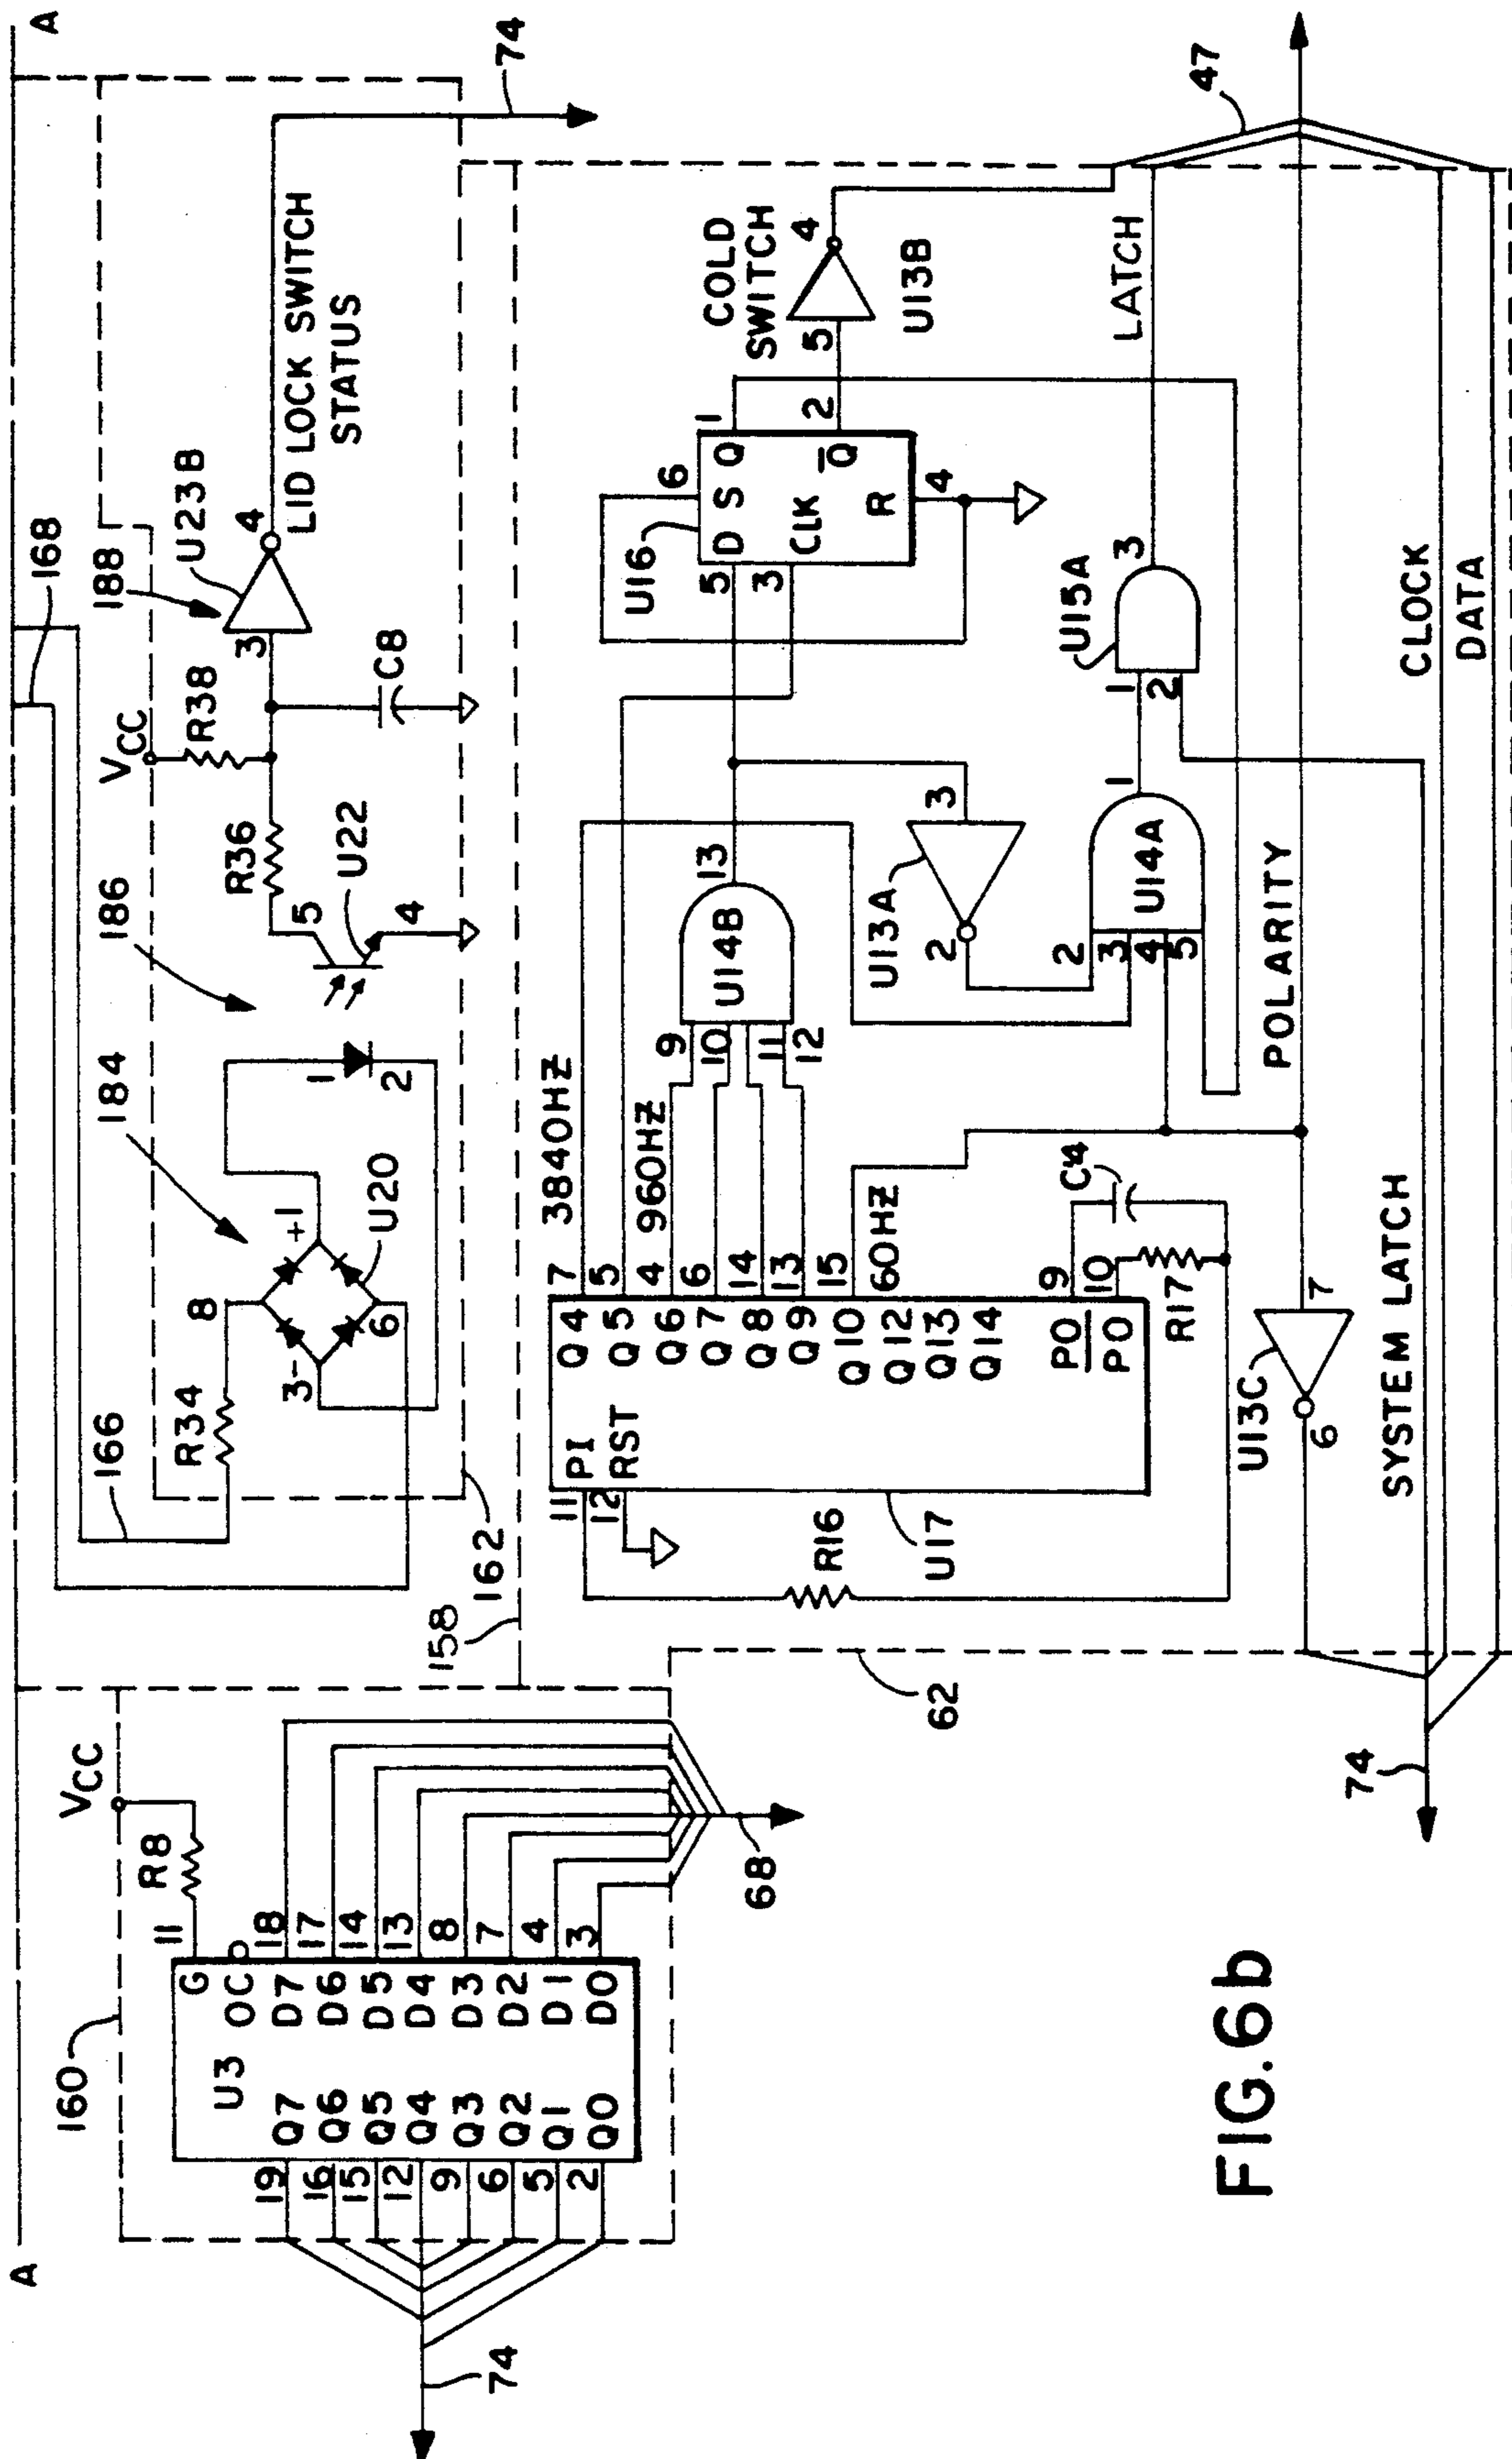 A
A
160
VCC
R8
11
G
OC
U3
Q7 D7
Q6 D6
Q5 D5
Q4 D4
Q3 D3
Q2 D2
Q1 D1
Q0 D0
19
16
15
12
9
6
5
2
18
17
14
13
8
7
4
3
74
68
158
162
166
168
R34
8
3-
+1
6
U20
184
1
2
186
5
4
U22
R36
VCC
R38
C8
188
U23B
3
4
LID LOCK SWITCH
STATUS
74
62
11
12
PI
RST
R16
U17
Q4
Q5
Q6
Q7
Q8
Q9
Q10
Q12
Q13
Q14
PO
PO
7
5
4
6
14
13
15
9
10
3840HZ
960HZ
60HZ
C14
R17
9
10
11
12
U14B
13
U13A
3
2
2
3
4
5
U14A
1
U16
5
3
6
D S Q
CLK
Q
R
1
2
4
COLD
SWITCH
5
4
U13B
U15A
1
2
3
LATCH
47
POLARITY
U13C
7
6
SYSTEM LATCH
CLOCK
DATA
74
FIG.6b